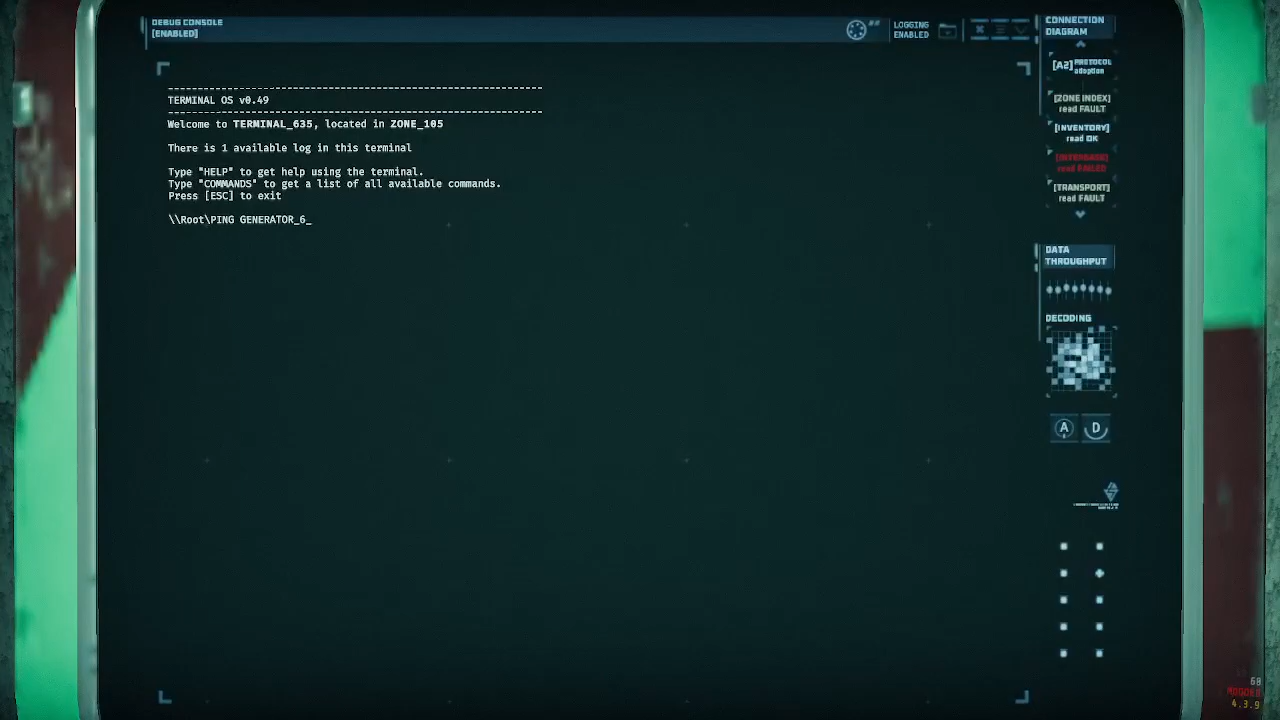 DEBUG CONSOLE
[ENABLED]
LOGGING
ENABLED
TERMINAL OS v0.49
Welcome to TERMINAL_635, located in ZONE_105
There is 1 available log in this terminal
Type "HELP" to get help using the terminal.
Type "COMMANDS" to get a list of all available commands.
Press [ESC] to exit
\\Root\PING GENERATOR_6_
CONNECTION
DIAGRAM
[A2] PROTOCOL
adoption
[ZONE INDEX]
read FAULT
[INVENTORY]
read OK
read FAILED
[TRANSPORT]
read FAULT
DATA
THROUGHPUT
DECODING
A D
68
MODDED
4.3.9